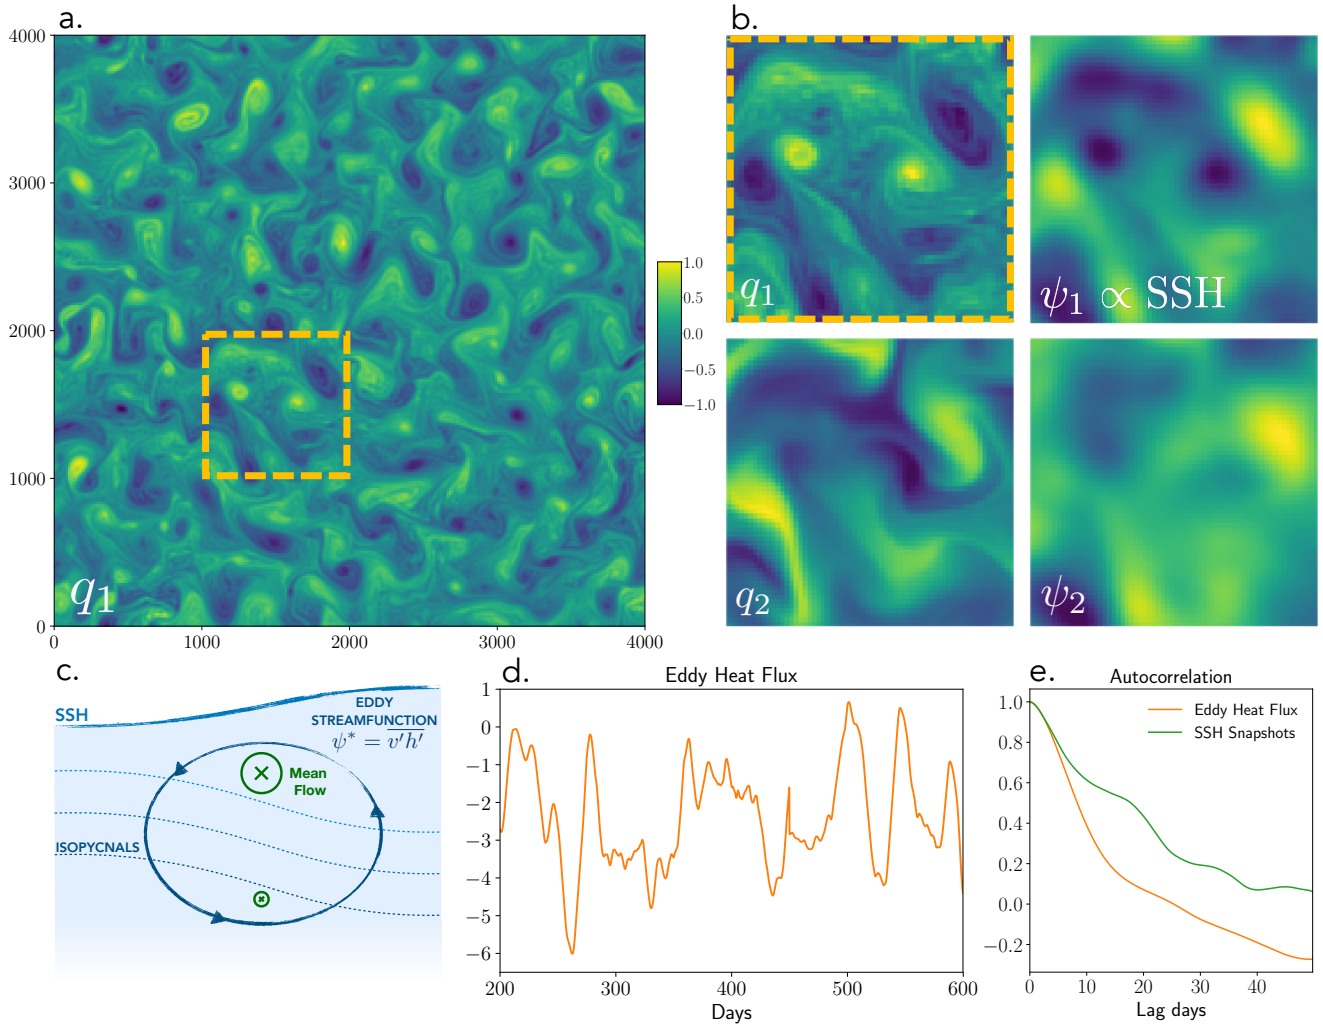 a.
4000
3000
2000
1000
0
0 1000 2000 3000 4000
q1
1.0
0.5
0.0
−0.5
−1.0
b.
q1
ψ1 ∝ SSH
q2
ψ2
c.
SSH
EDDY
STREAMFUNCTION
ψ* = v′h′
Mean
Flow
ISOPYCNALS
d.
Eddy Heat Flux
1
0
−1
−2
−3
−4
−5
−6
200 300 400 500 600
Days
e.
Autocorrelation
Eddy Heat Flux
SSH Snapshots
1.0
0.8
0.6
0.4
0.2
0.0
−0.2
0 10 20 30 40
Lag days